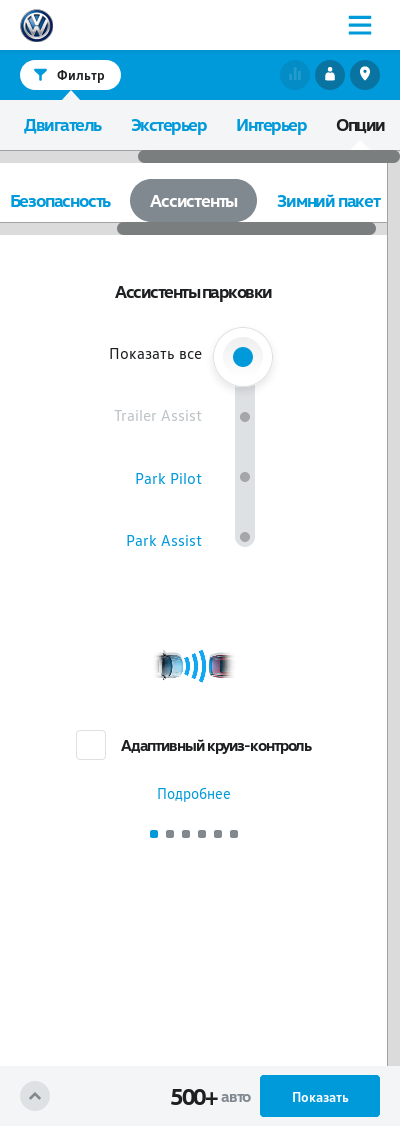 Фильтр
Двигатель Экстерьер Интерьер Опции
Безопасность Ассистенты Зимний пакет
Ассистенты парковки
Показать все
Trailer Assist
Park Pilot
Park Assist
Адаптивный круиз-контроль
Подробнее
500+ авто Показать